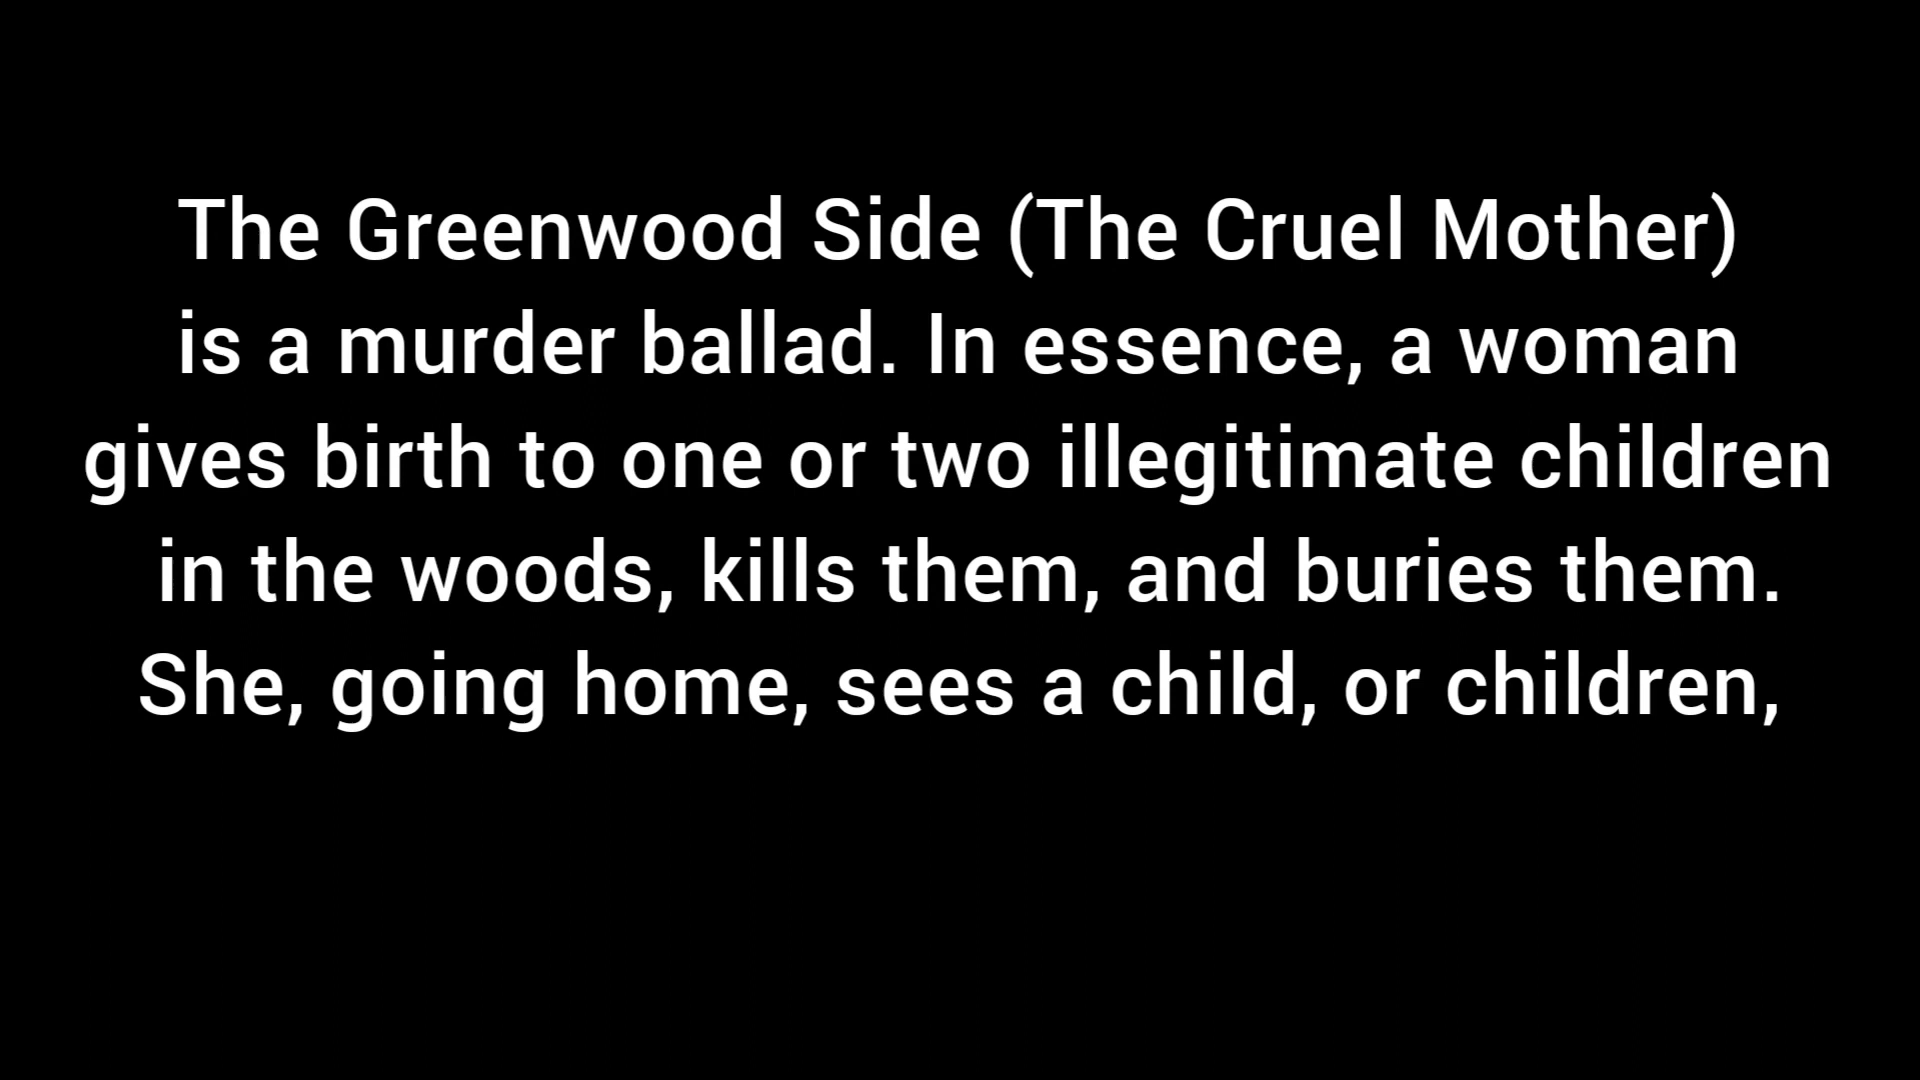 The Greenwood Side (The Cruel Mother)
is a murder ballad. In essence, a woman
gives birth to one or two illegitimate children
in the woods, kills them, and buries them.
She, going home, sees a child, or children,